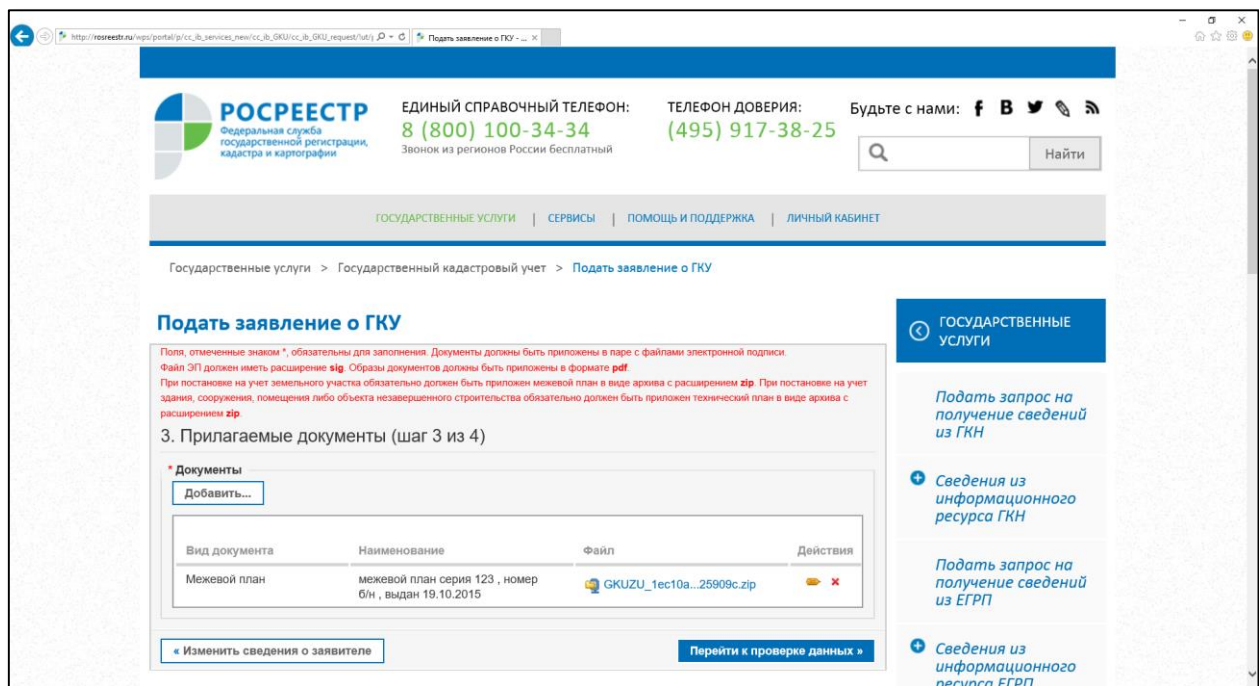 http://rosreestr.ru/wps/portal/p/cc_ib_services_new/cc_ib_GKU/cc_ib_GKU_request/!ut/
Подать заявление о ГКУ - ...
РОСРЕЕСТР
Федеральная служба
государственной регистрации,
кадастра и картографии
ЕДИНЫЙ СПРАВОЧНЫЙ ТЕЛЕФОН:
8 (800) 100-34-34
Звонок из регионов России бесплатный
ТЕЛЕФОН ДОВЕРИЯ:
(495) 917-38-25
Будьте с нами:
Найти
ГОСУДАРСТВЕННЫЕ УСЛУГИ | СЕРВИСЫ | ПОМОЩЬ И ПОДДЕРЖКА | ЛИЧНЫЙ КАБИНЕТ
Государственные услуги > Государственный кадастровый учет > Подать заявление о ГКУ
Подать заявление о ГКУ
Поля, отмеченные знаком *, обязательны для заполнения. Документы должны быть приложены в паре с файлами электронной подписи.
Файл ЭП должен иметь расширение sig. Образы документов должны быть приложены в формате pdf.
При постановке на учет земельного участка обязательно должен быть приложен межевой план в виде архива с расширением zip. При постановке на учет
здания, сооружения, помещения либо объекта незавершенного строительства обязательно должен быть приложен технический план в виде архива с
расширением zip.
3. Прилагаемые документы (шаг 3 из 4)
* Документы
Добавить...
Вид документа Наименование Файл Действия
Межевой план межевой план серия 123 , номер GKUZU_1ec10a...25909c.zip
б/н , выдан 19.10.2015
« Изменить сведения о заявителе
Перейти к проверке данных »
ГОСУДАРСТВЕННЫЕ
УСЛУГИ
Подать запрос на
получение сведений
из ГКН
Сведения из
информационного
ресурса ГКН
Подать запрос на
получение сведений
из ЕГРП
Сведения из
информационного
ресурса ЕГРП